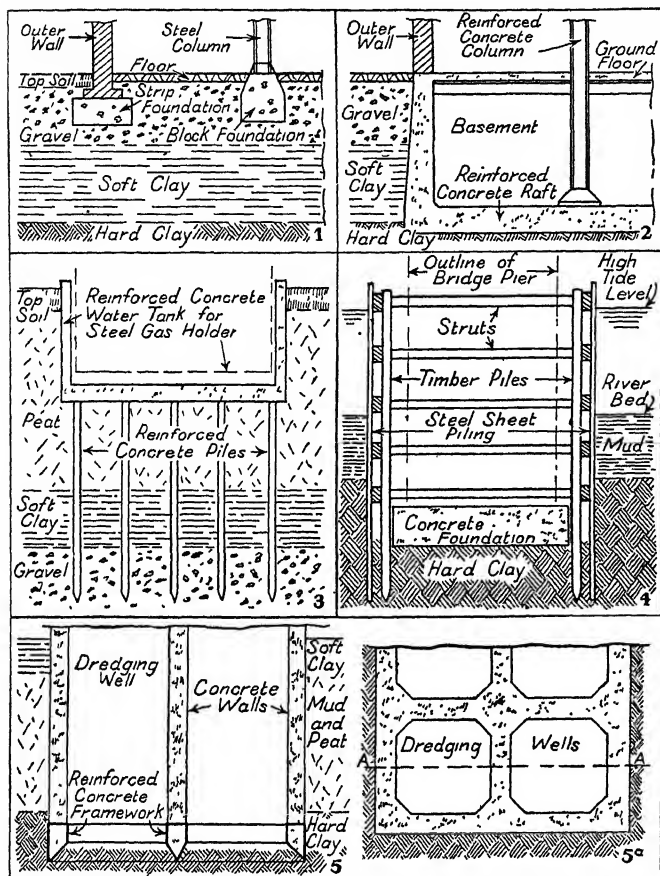 Outer
Wall
Steel
Column
Floor
Top Soil
Strip
Foundation
Gravel
Block Foundation
Soft Clay
Hard Clay
1
Outer
Wall
Reinforced
Concrete
Column
Ground
Floor
Gravel
Basement
Soft
Clay
Reinforced
Concrete Raft
Hard Clay
2
Top
Soil
Reinforced Concrete
Water Tank for
Steel Gas Holder
Peat
Reinforced
Concrete Piles
Soft
Clay
Gravel
3
Outline of
Bridge Pier
High
Tide
Level
Struts
Timber Piles
River
Bed
Steel Sheet
Piling
Mud
Concrete
Foundation
Hard Clay
4
Dredging
Well
Concrete
Walls
Soft
Clay
Mud
and
Peat
Reinforced
Concrete
Framework
Hard
Clay
5
Dredging Wells
A A
5a